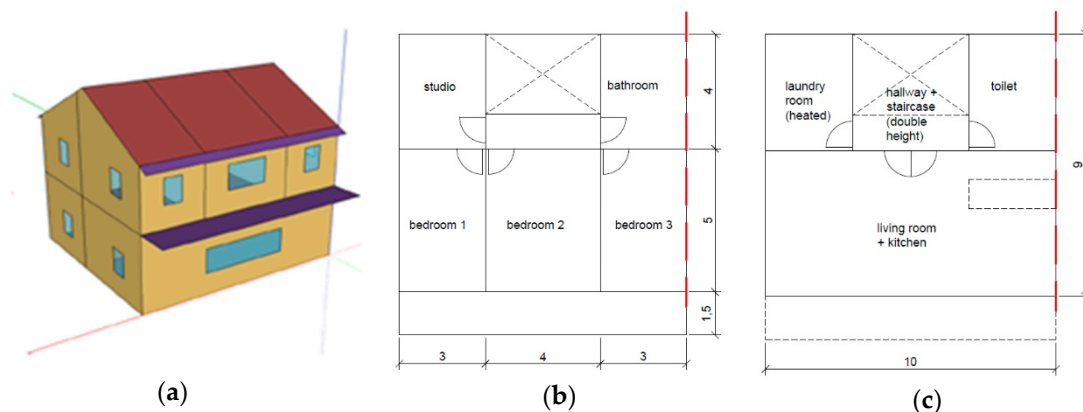 studio
bathroom
4
bedroom 1
bedroom 2
bedroom 3
5
1,5
3
4
3
laundry
room
(heated)
hallway +
staircase
(double
height)
toilet
living room
+ kitchen
9
10
(a)
(b)
(c)